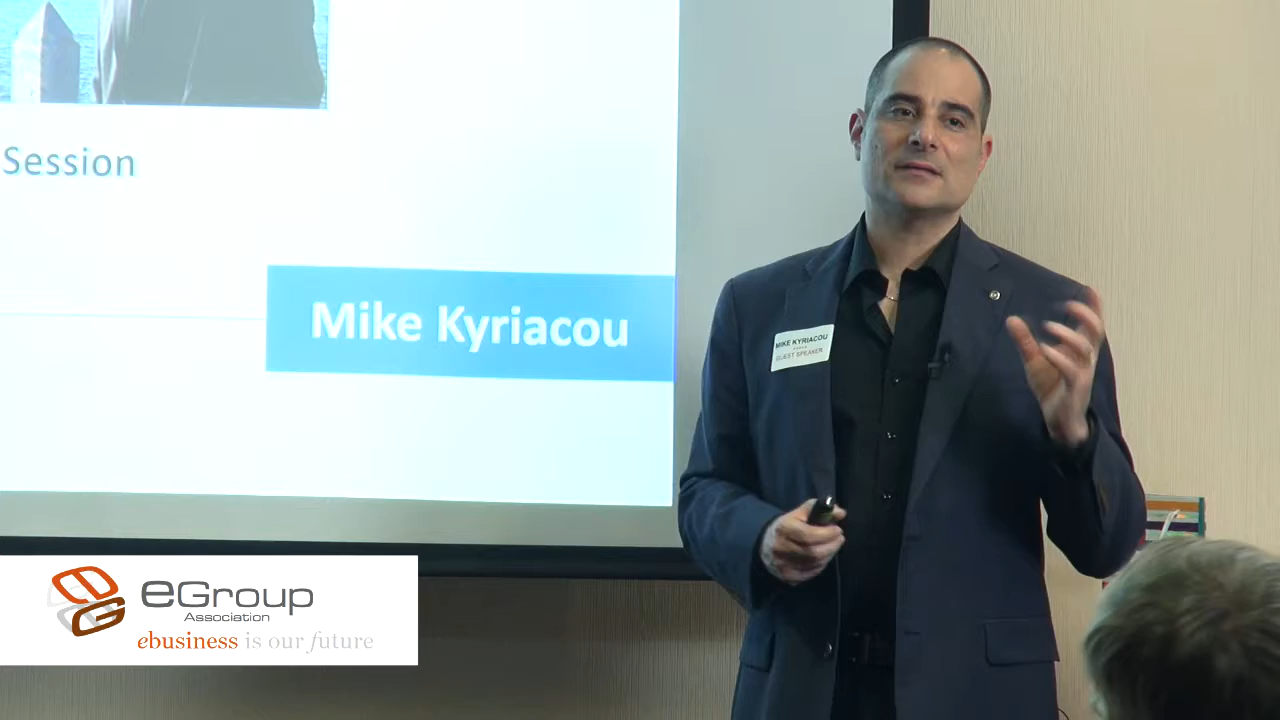 Session
Mike Kyriacou
MIKE KYRIACOU
GUEST SPEAKER
eGroup
Association
ebusiness is our future